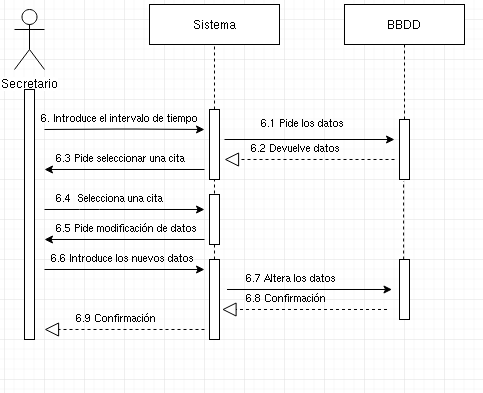 Sistema
BBDD
Secretario
6. Introduce el intervalo de tiempo
6.1 Pide los datos
6.2 Devuelve datos
6.3 Pide seleccionar una cita
6.4 Selecciona una cita
6.5 Pide modificación de datos
6.6 Introduce los nuevos datos
6.7 Altera los datos
6.8 Confirmación
6.9 Confirmación